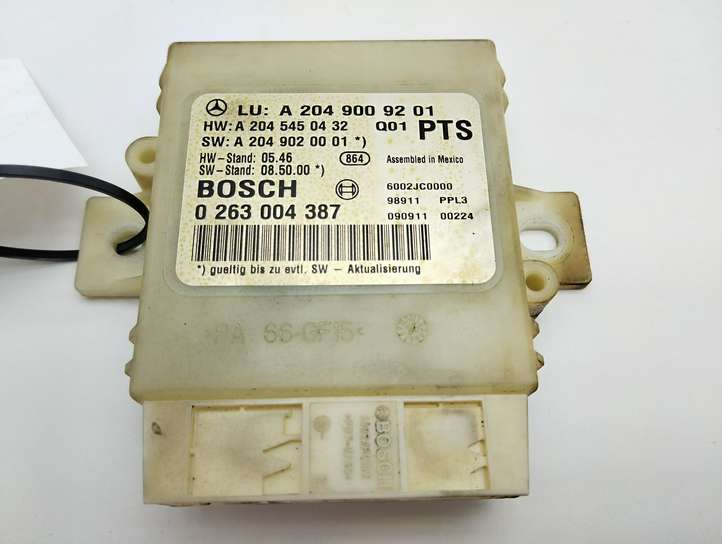 LU: A 204 900 92 01
HW: A 204 545 04 32 Q01 PTS
SW: A 204 902 00 01 *)
HW-Stand: 05.46 864 Assembled in Mexico
SW-Stand: 08.50.00 *)
BOSCH 6002JC0000
98911 PPL3
0 263 004 387 090911 00224
*) gueltig bis zu evtl. SW - Aktualisierung
>PA 66-GF15<
BOSCH